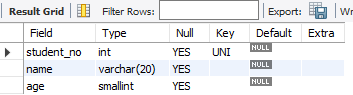 Result Grid Filter Rows: Export: Wr
Field Type Null Key Default Extra
student_no int YES UNI NULL
name varchar(20) YES NULL
age smallint YES NULL